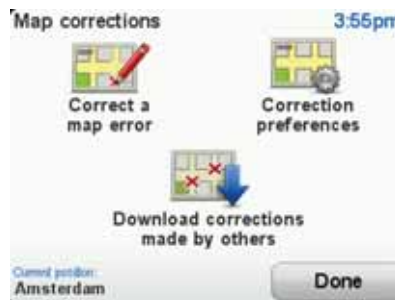 Map corrections 3:55pm
Correct a
map error
Correction
preferences
Download corrections
made by others
Current position:
Amsterdam
Done